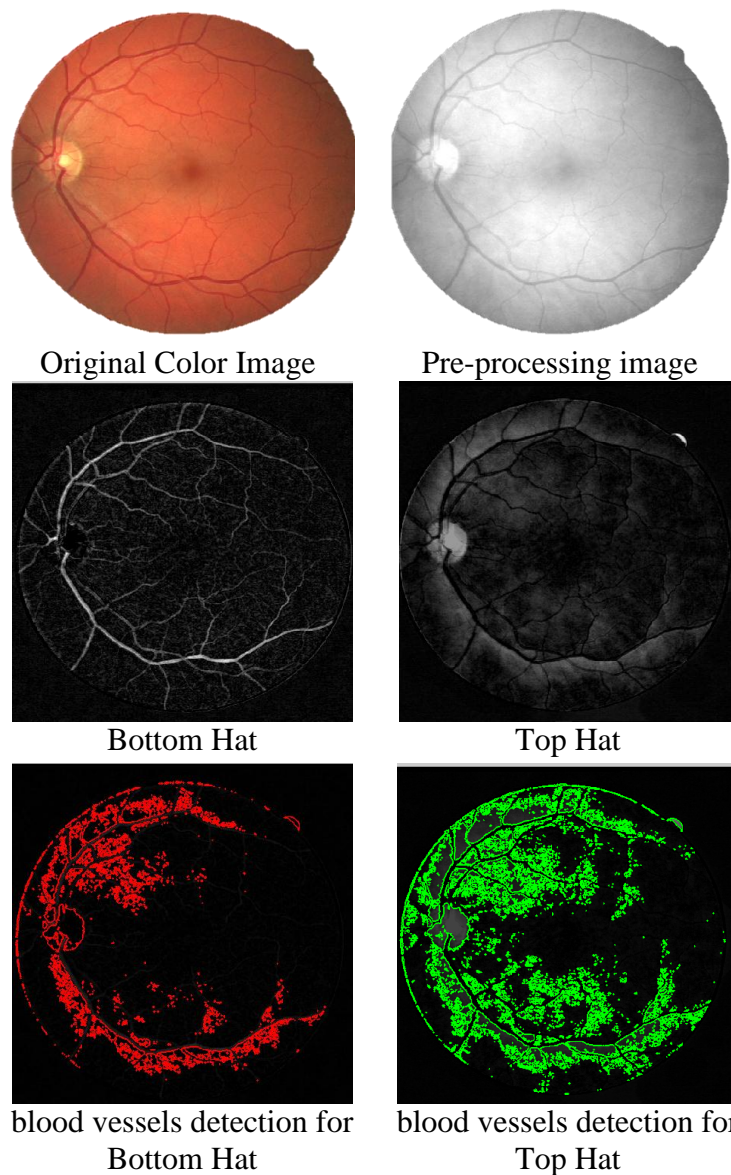 Original Color Image
Pre-processing image
Bottom Hat
Top Hat
blood vessels detection for
Bottom Hat
blood vessels detection for
Top Hat